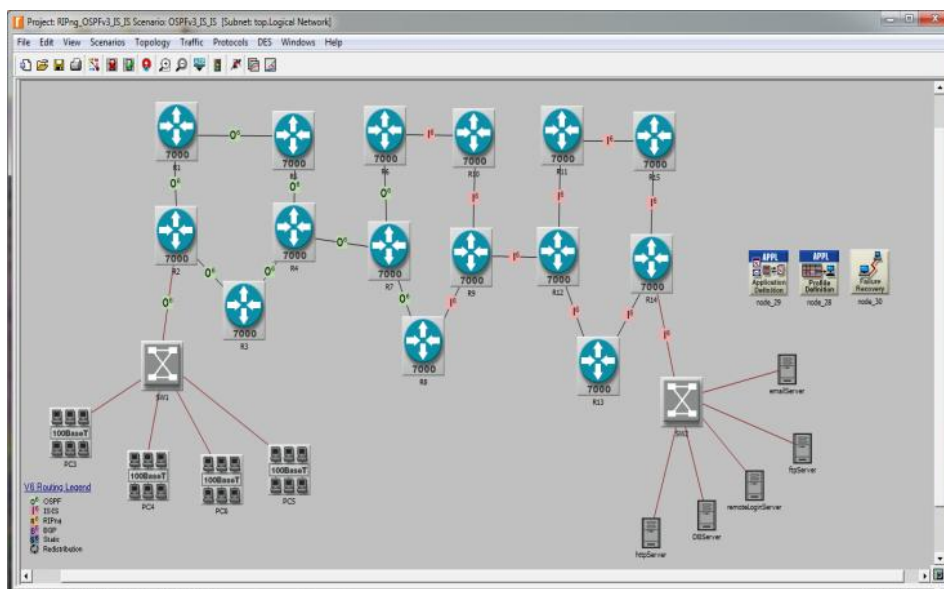 Project: RIPng_OSPFv3_IS_IS Scenario: OSPFv3_IS_IS [Subnet: top.Logical Network]
File Edit View Scenarios Topology Traffic Protocols DES Windows Help
7000
R1
7000
7000
R6
7000
R10
7000
R11
7000
R15
7000
R2
7000
R4
7000
R7
7000
R9
7000
R12
7000
R14
7000
R3
7000
R8
7000
R13
APPL
Application
Definition
node_29
APPL
Profile
Definition
node_28
Failure
Recovery
node_30
SW1
100BaseT
PC3
100BaseT
PC4
100BaseT
PC6
100BaseT
PC5
emailServer
ftpServer
remoteLoginServer
DBServer
httpServer
V6 Routing Legend
OSPF
ISIS
RIPng
BGP
Static
Redistribution